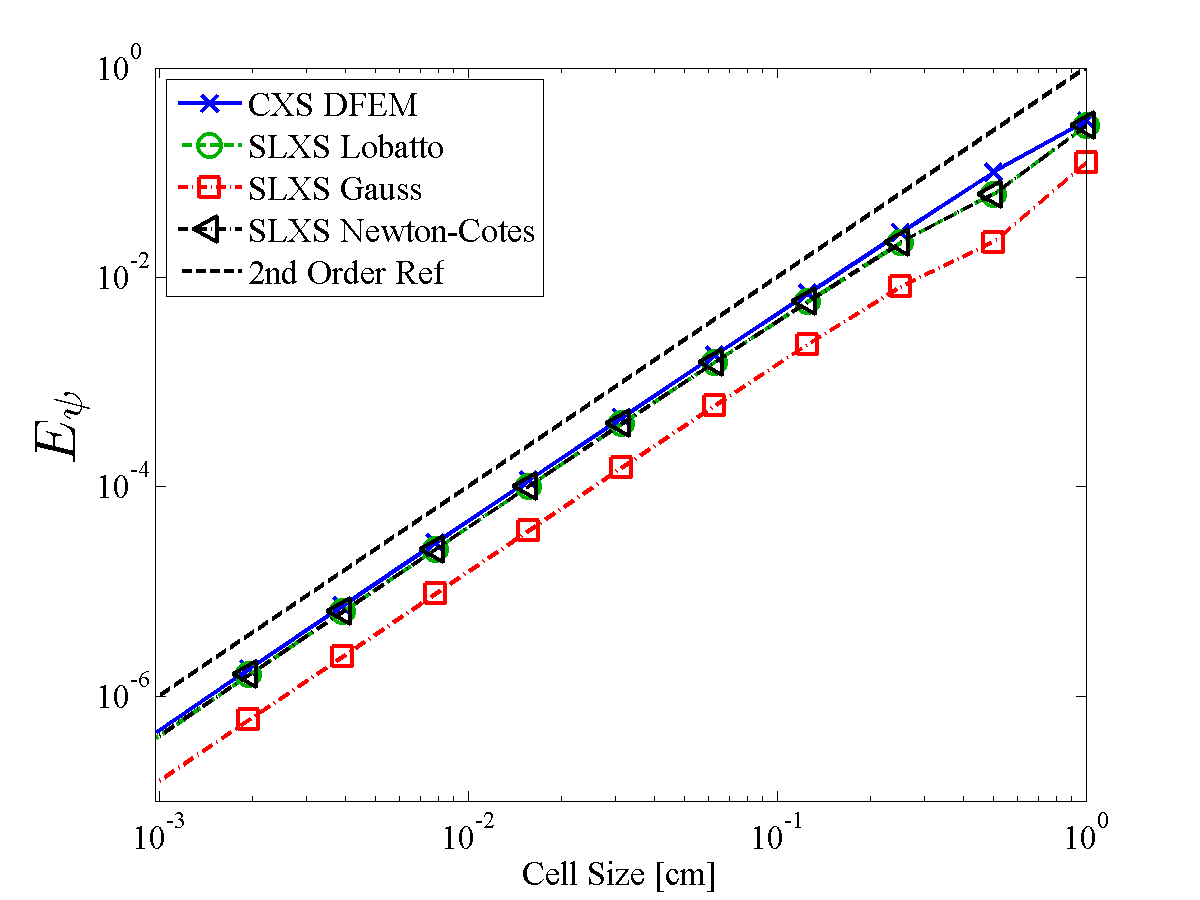 10^0
CXS DFEM
SLXS Lobatto
SLXS Gauss
SLXS Newton-Cotes
2nd Order Ref
10^-2
E_ψ
10^-4
10^-6
10^-3 10^-2 10^-1 10^0
Cell Size [cm]